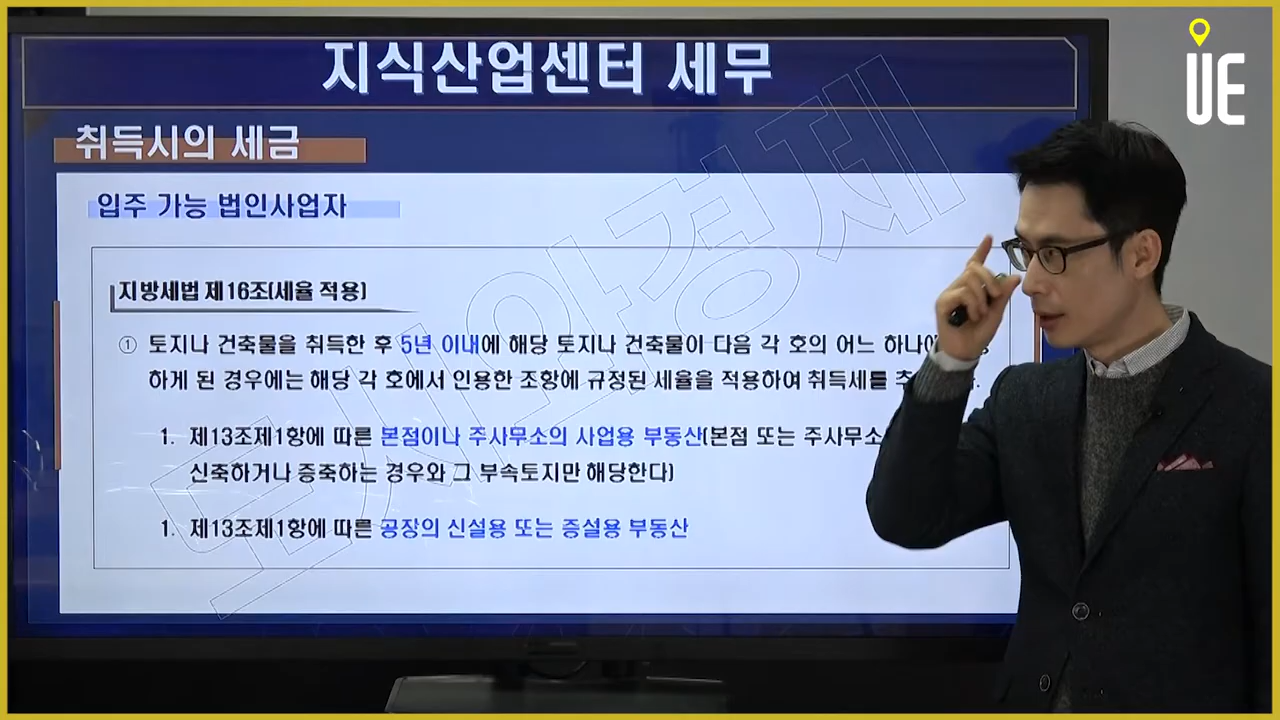 UE
지식산업센터 세무
취득시의 세금
입주 가능 법인사업자
지방세법 제16조(세율 적용)
① 토지나 건축물을 취득한 후 5년 이내에 해당 토지나 건축물이 다음 각 호의 어느 하나에
하게 된 경우에는 해당 각 호에서 인용한 조항에 규정된 세율을 적용하여 취득세를 추
1. 제13조제1항에 따른 본점이나 주사무소의 사업용 부동산(본점 또는 주사무소
신축하거나 증축하는 경우와 그 부속토지만 해당한다)
1. 제13조제1항에 따른 공장의 신설용 또는 증설용 부동산
도시와경제